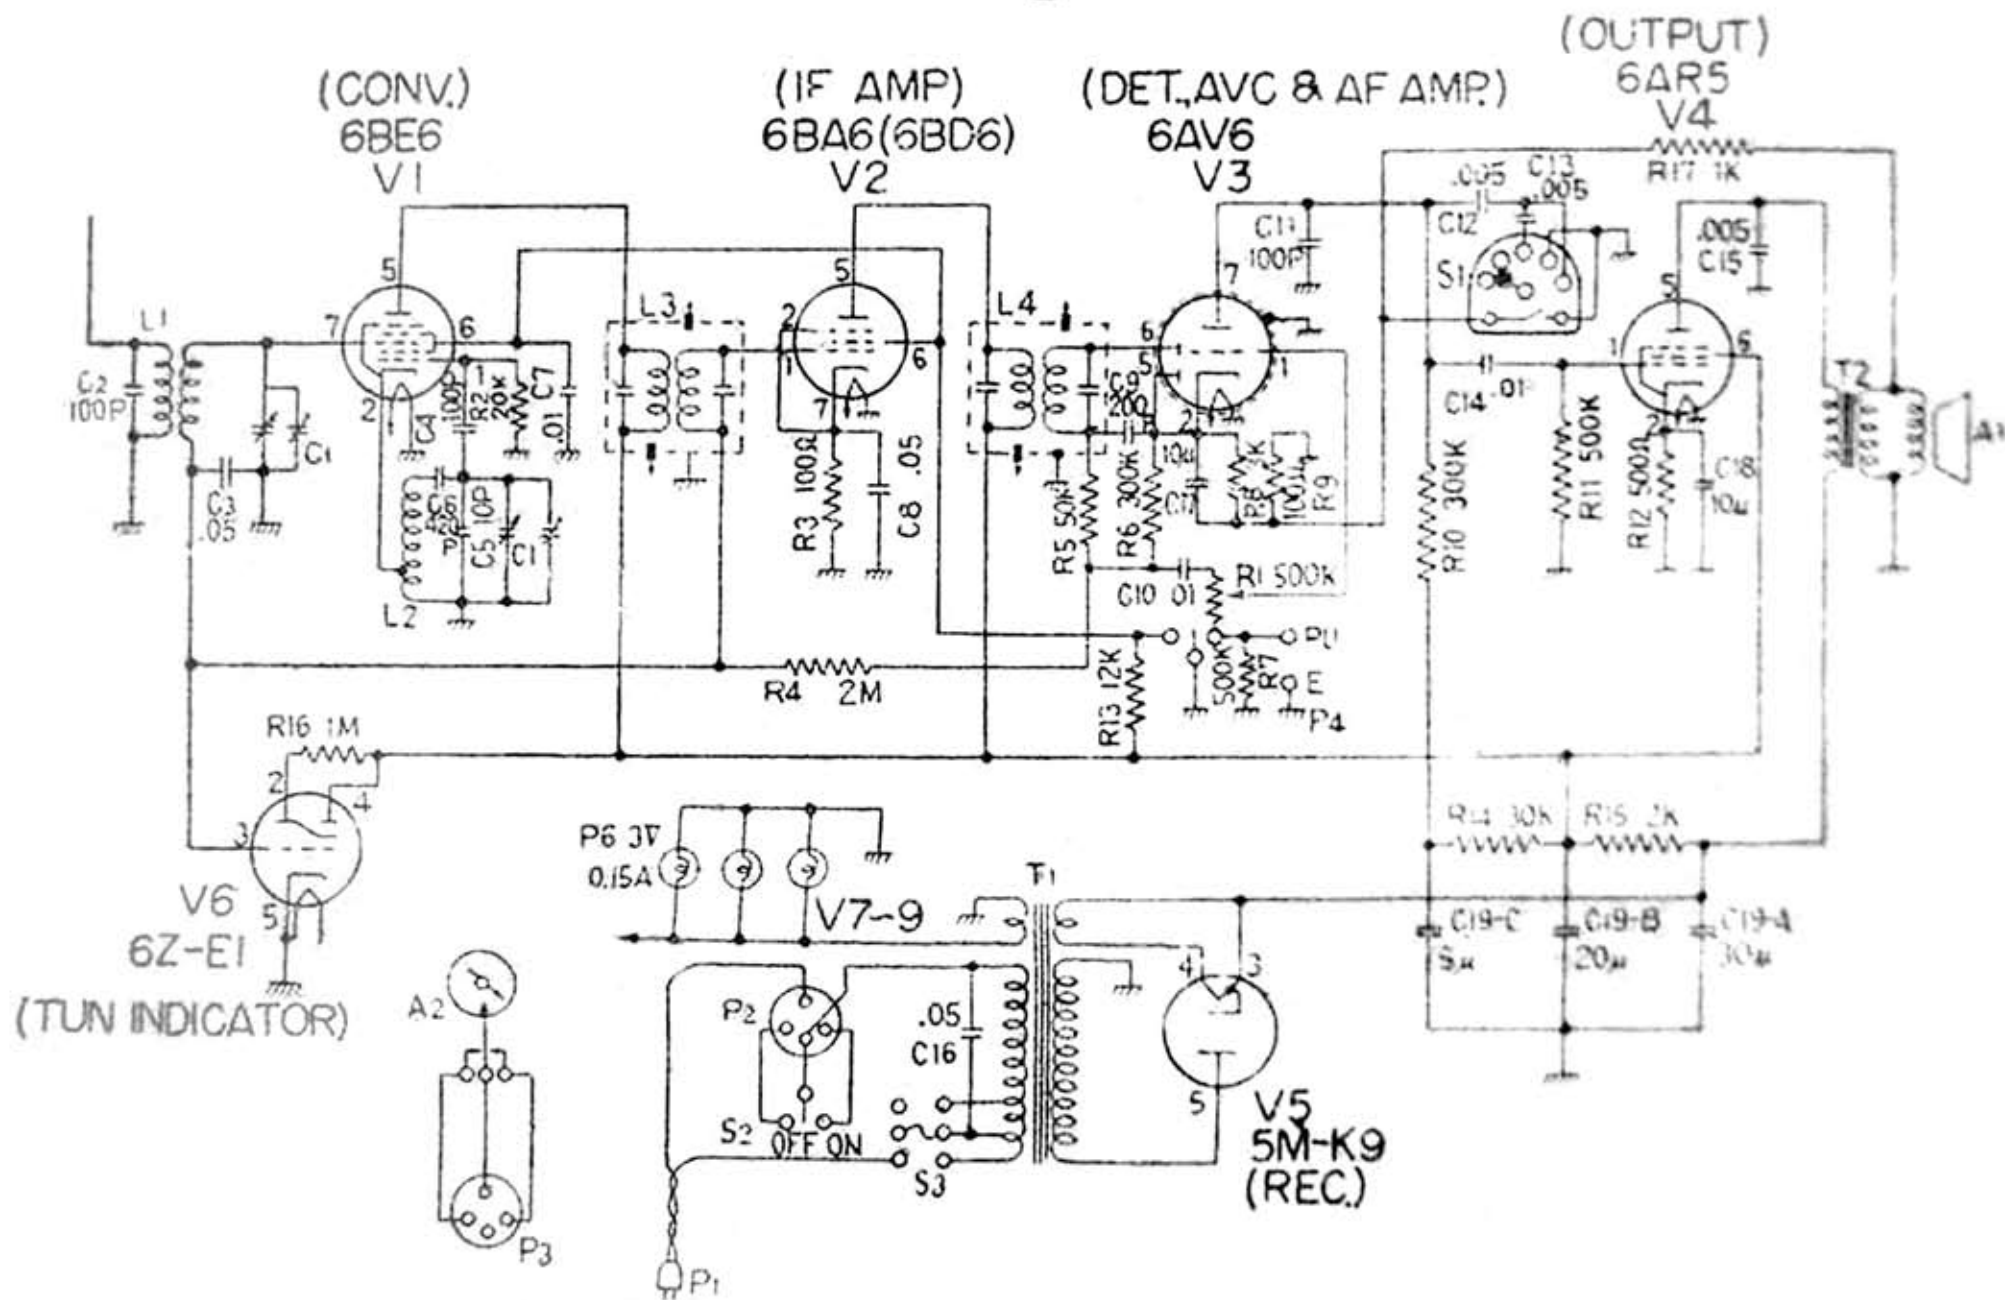 (CONV.)
6BE6
V1
(IF AMP)
6BA6(6BD6)
V2
(DET., AVC & AF AMP.)
6AV6
V3
(OUTPUT)
6AR5
V4
R17 1K
.005
C13
.005
C12
S1
C11
100P
.005
C15
L1
C2
100P
7
5
6
1
2
C4
100P
R2
20K
C7
.01
C1
C3
.05
10P
C5
C1
L2
L3
2
1
5
6
7
R3 100Ω
C8 .05
L4
6
5
7
1
2
C9
200P
10μ
R5 50K
R6 300K
C17
R8
100Ω
R9
C10 .01
R1 500K
PU
E
P4
500K
R7
R13 12K
R4 2M
R10 300K
C14 .01
R11 500K
1
5
6
2
R12 500Ω
C18
10μ
T2
A1
R16 1M
2
4
3
5
V6
6Z-E1
(TUN INDICATOR)
P6 3V
0.15A
V7~9
T1
R14 30K
R15 2K
C19-C
C19-B
20μ
C19-A
30μ
4
3
5
V5
5M-K9
(REC.)
A2
P3
P2
S2
OFF ON
.05
C16
S3
P1